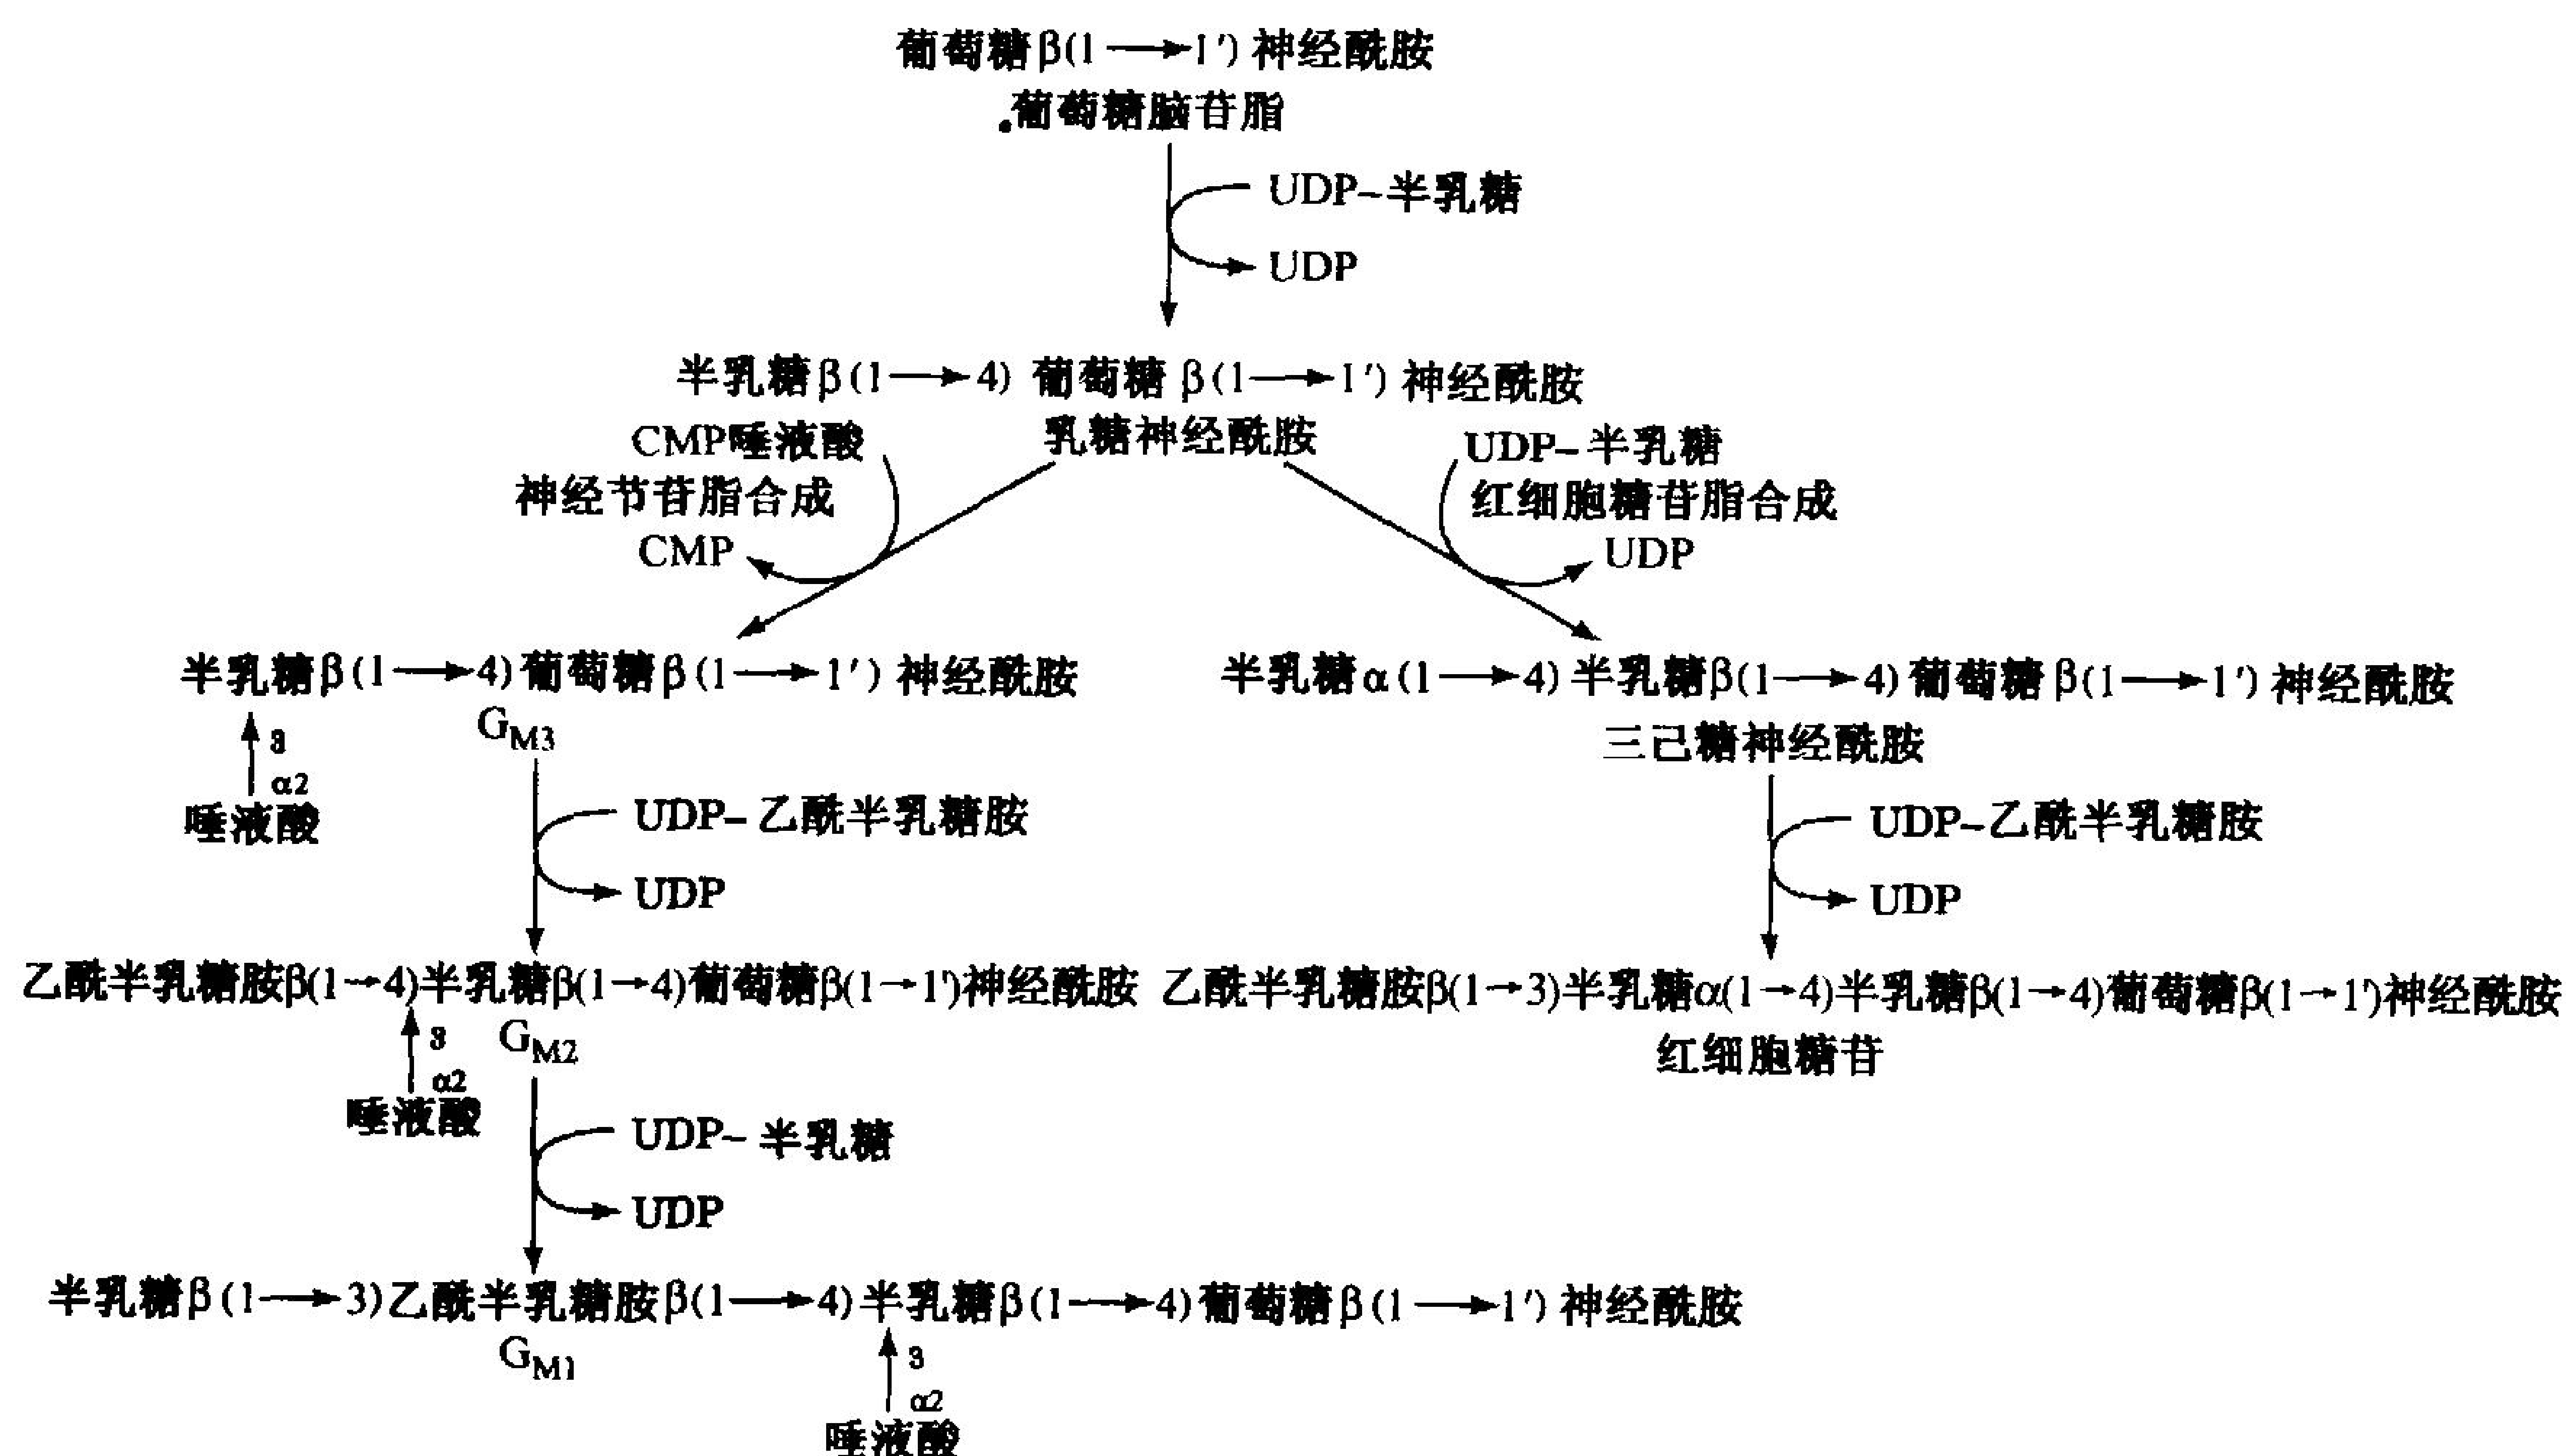 葡萄糖β(1→1′)神经酰胺
葡萄糖脑苷脂
UDP-半乳糖
UDP
半乳糖β(1→4)葡萄糖β(1→1′)神经酰胺
乳糖神经酰胺
CMP唾液酸
神经节苷脂合成
CMP
UDP-半乳糖
红细胞糖苷脂合成
UDP
半乳糖β(1→4)葡萄糖β(1→1′)神经酰胺
GM3
3
α2
唾液酸
半乳糖α(1→4)半乳糖β(1→4)葡萄糖β(1→1′)神经酰胺
三己糖神经酰胺
UDP-乙酰半乳糖胺
UDP
UDP-乙酰半乳糖胺
UDP
乙酰半乳糖胺β(1→4)半乳糖β(1→4)葡萄糖β(1→1′)神经酰胺
GM2
3
α2
唾液酸
乙酰半乳糖胺β(1→3)半乳糖α(1→4)半乳糖β(1→4)葡萄糖β(1→1′)神经酰胺
红细胞糖苷
UDP-半乳糖
UDP
半乳糖β(1→3)乙酰半乳糖胺β(1→4)半乳糖β(1→4)葡萄糖β(1→1′)神经酰胺
GM1
3
α2
唾液酸